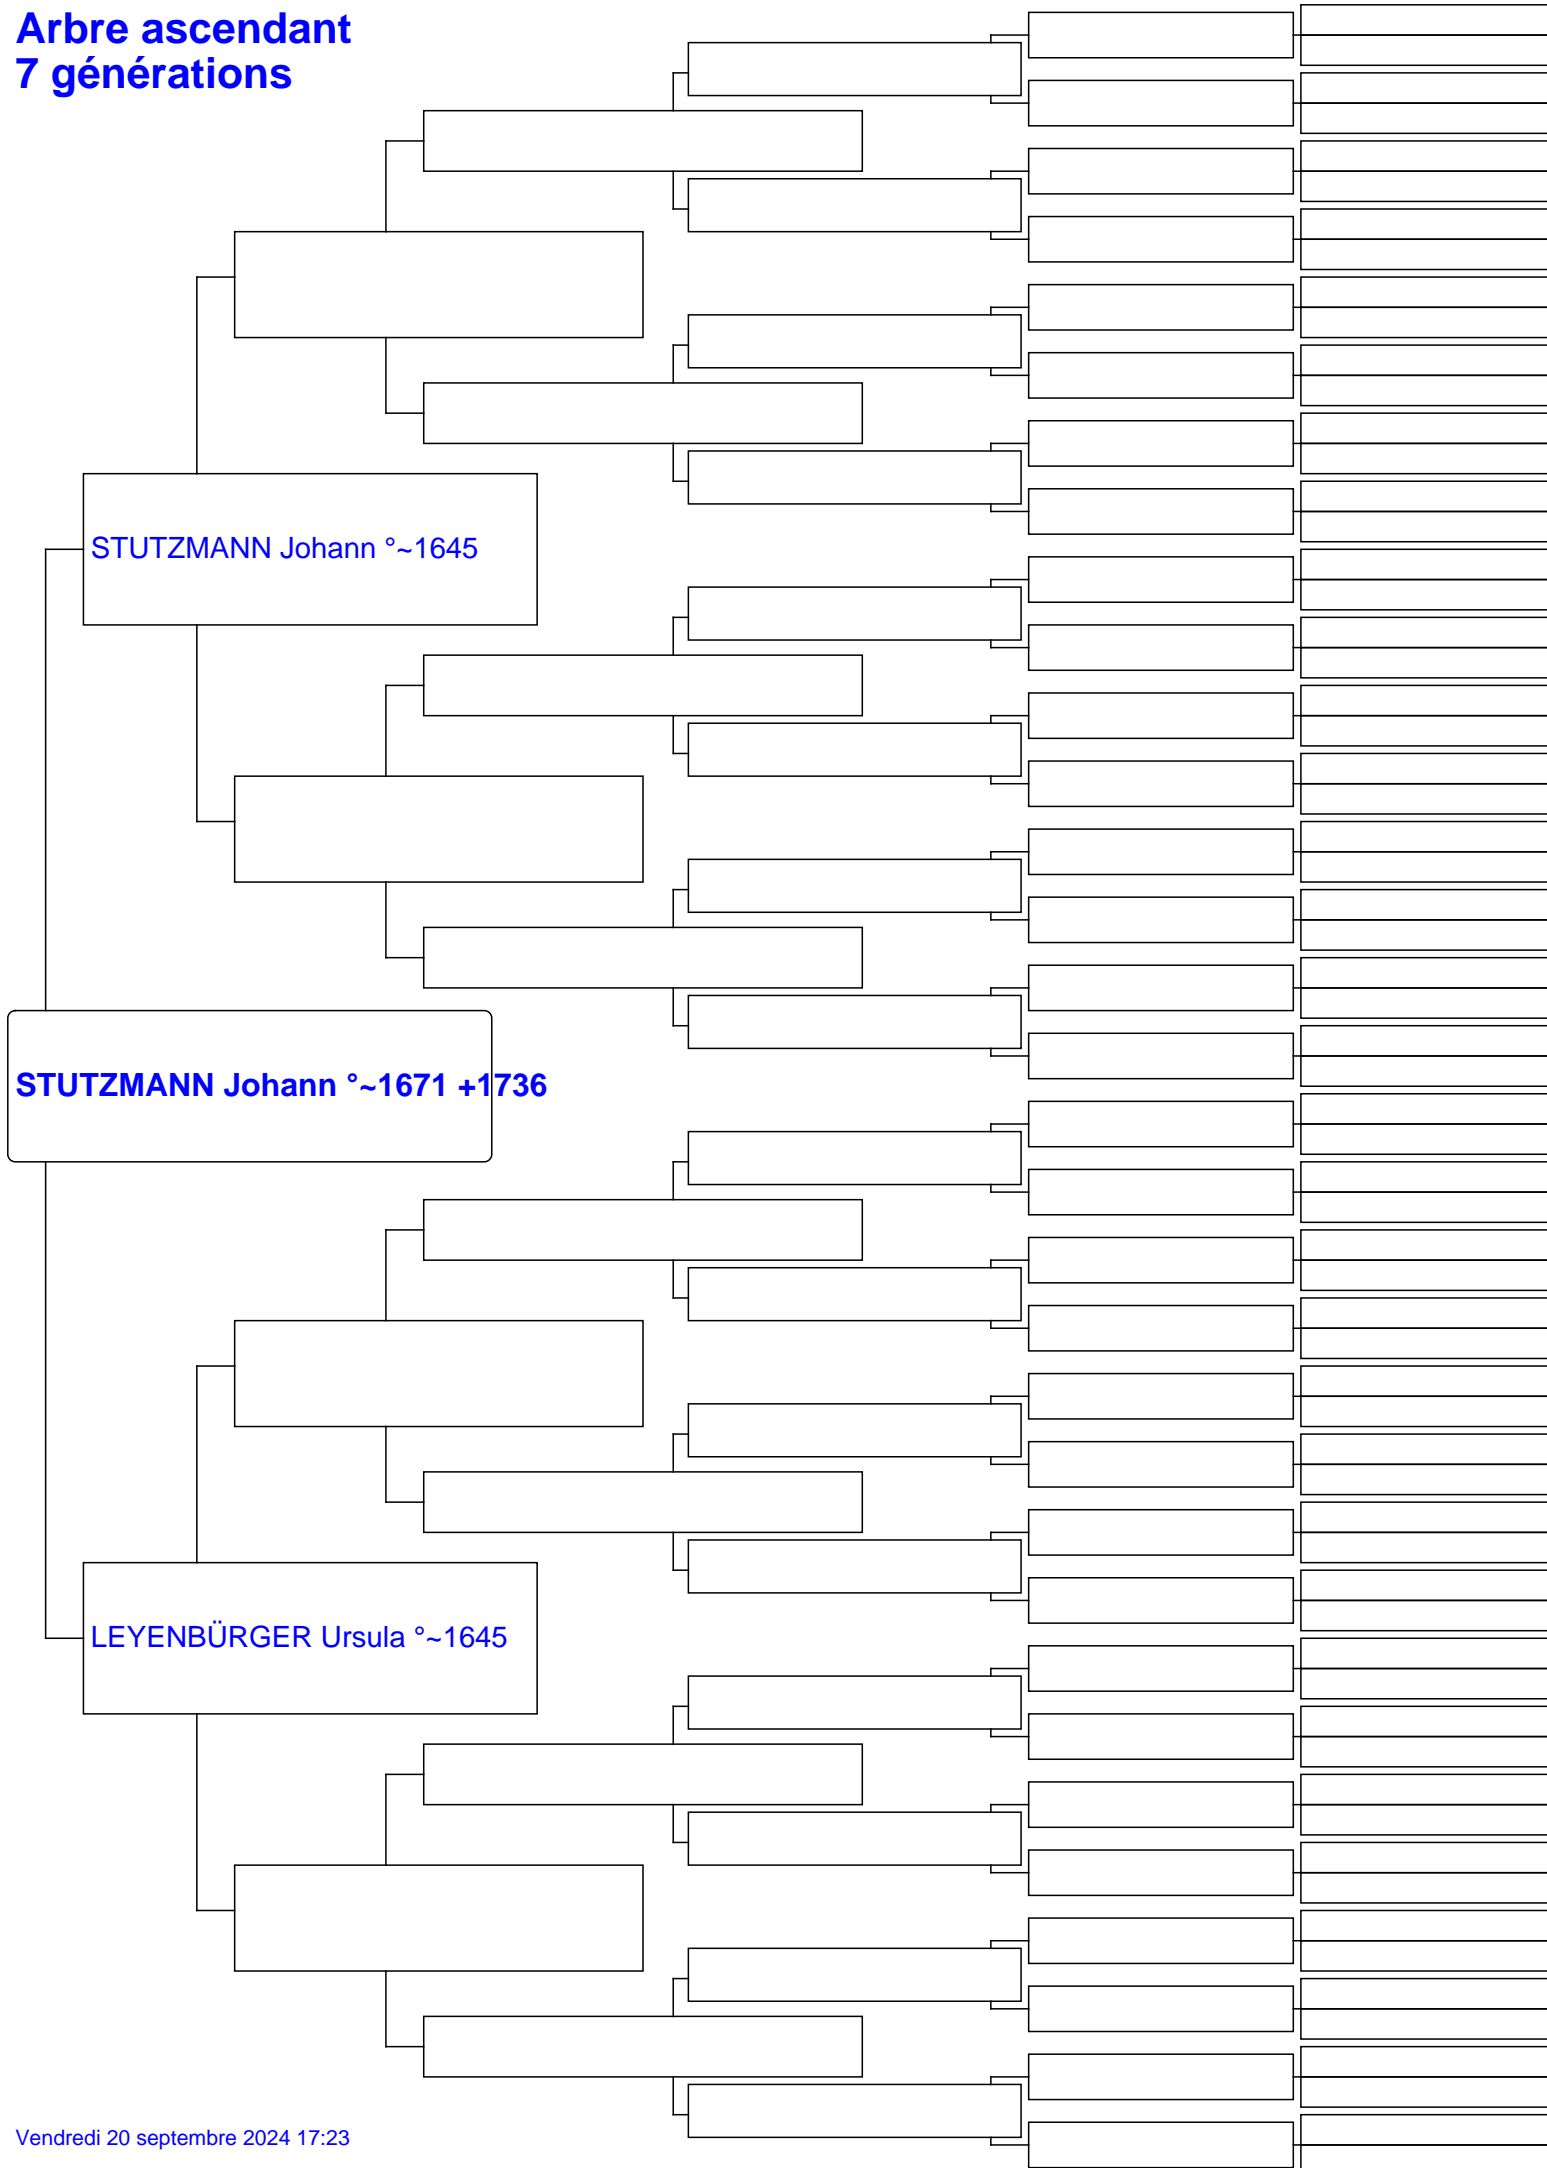 Arbre ascendant
7 générations
STUTZMANN Johann °~1645
STUTZMANN Johann °~1671 +1736
LEYENBÜRGER Ursula °~1645
Vendredi 20 septembre 2024 17:23